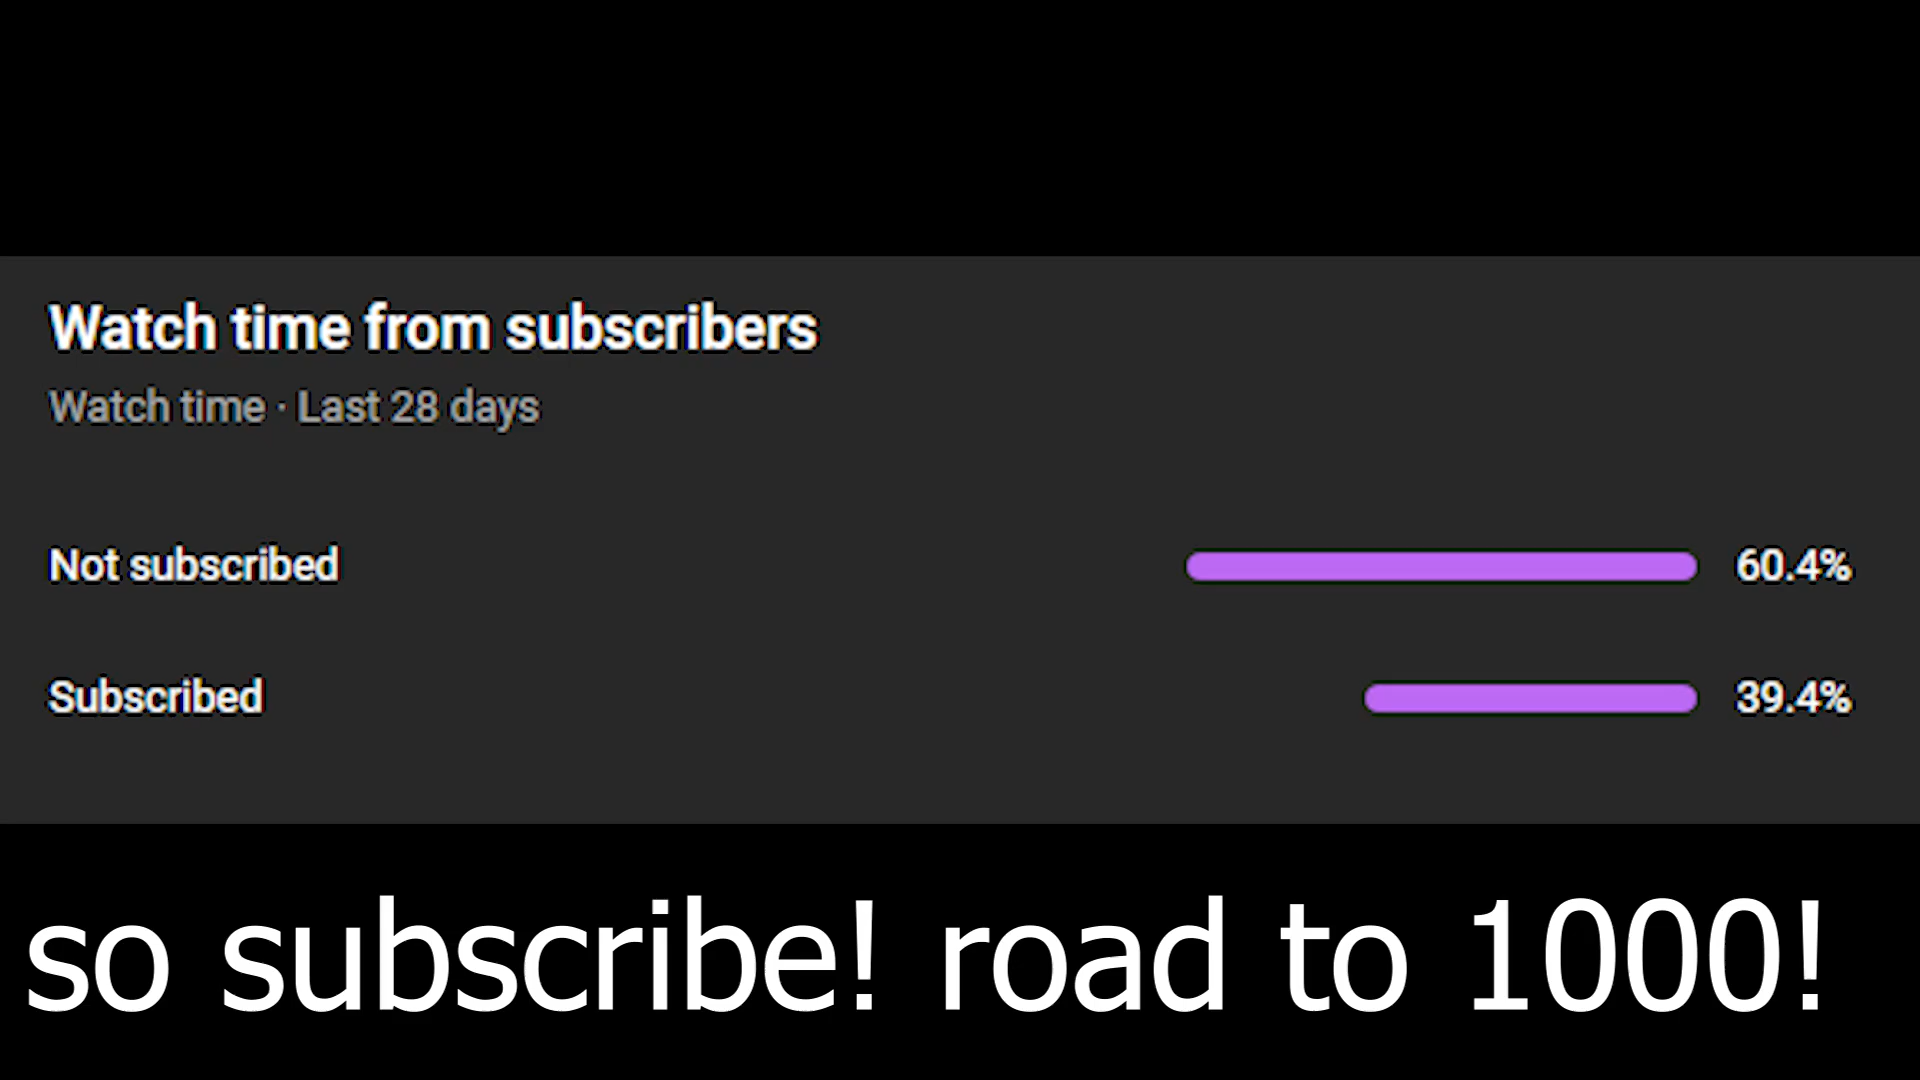 Watch time from subscribers
Watch time · Last 28 days
Not subscribed 60.4%
Subscribed 39.4%
so subscribe! road to 1000!